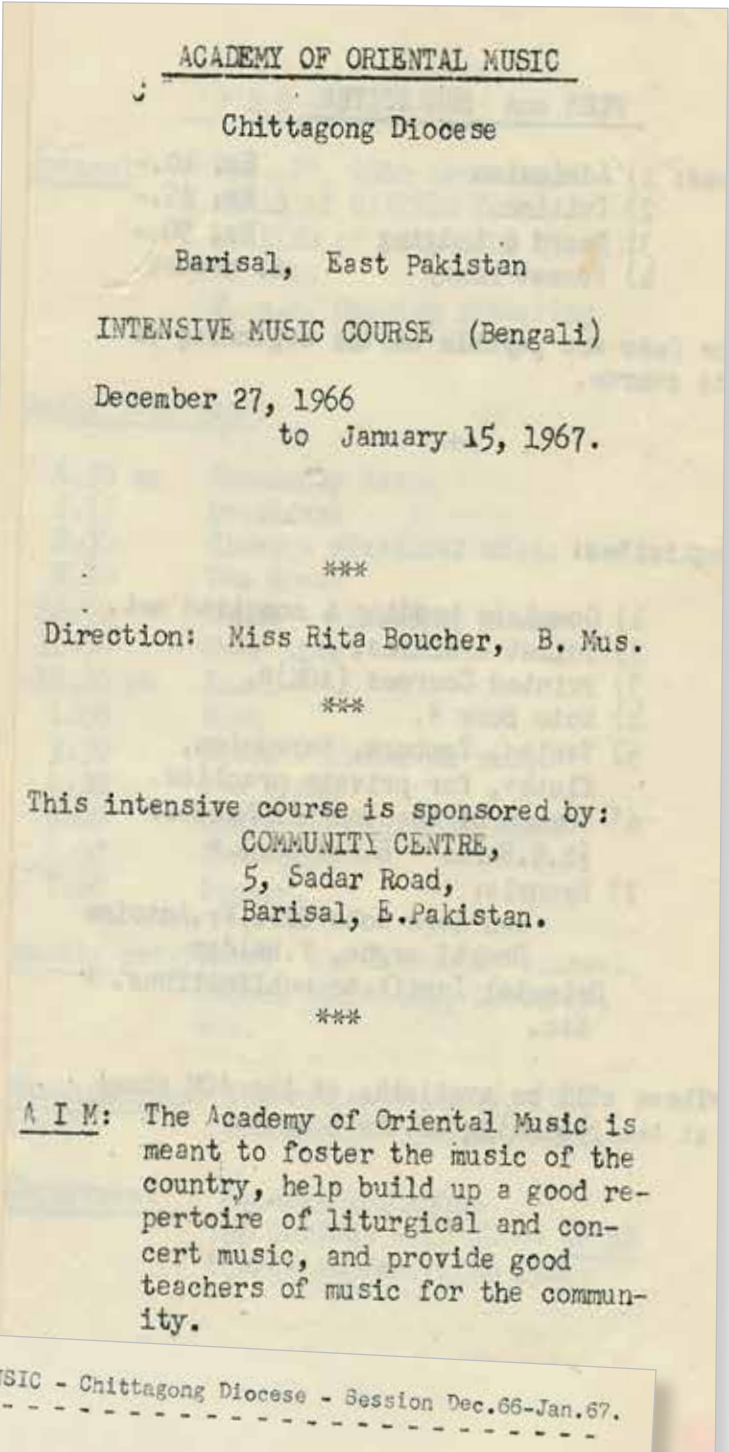 ACADEMY OF ORIENTAL MUSIC
Chittagong Diocese
Barisal, East Pakistan
INTENSIVE MUSIC COURSE (Bengali)
December 27, 1966
to January 15, 1967.
***
Direction: Miss Rita Boucher, B. Mus.
***
This intensive course is sponsored by:
COMMUNITY CENTRE,
5, Sadar Road,
Barisal, E.Pakistan.
***
A I M: The Academy of Oriental Music is
meant to foster the music of the
country, help build up a good re-
pertoire of liturgical and con-
cert music, and provide good
teachers of music for the commun-
ity.
USIC - Chittagong Diocese - Session Dec.66-Jan.67.